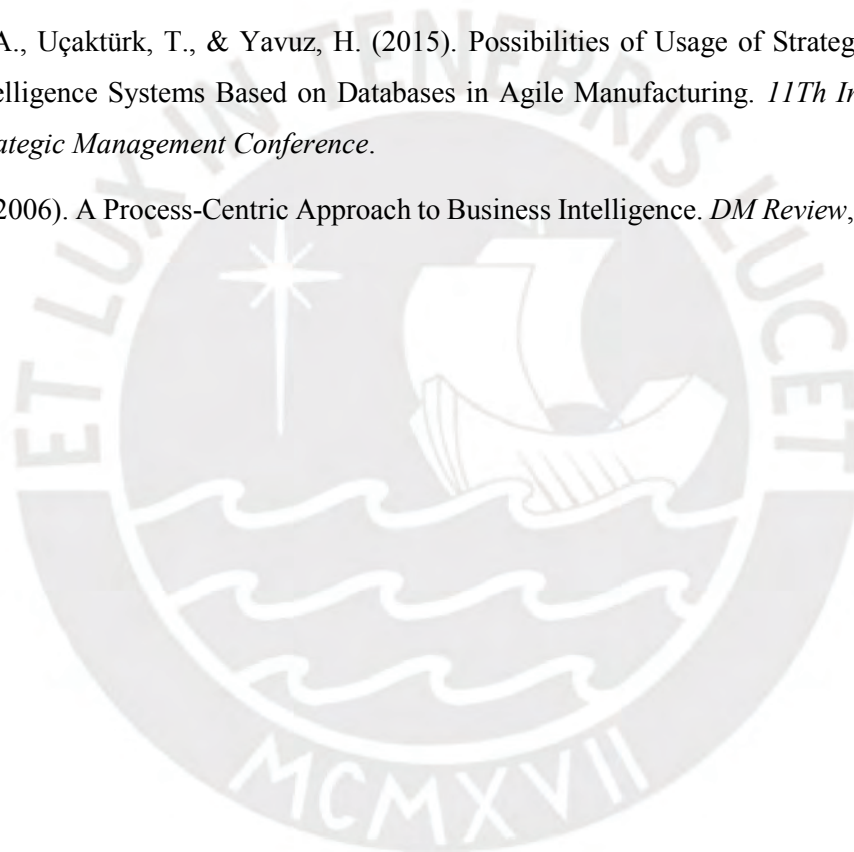 A., Uçaktürk, T., & Yavuz, H. (2015). Possibilities of Usage of Strateg
elligence Systems Based on Databases in Agile Manufacturing. 11Th In
ategic Management Conference.
2006). A Process-Centric Approach to Business Intelligence. DM Review,
ET LUX IN TENEBRIS LUCET
MCMXVII